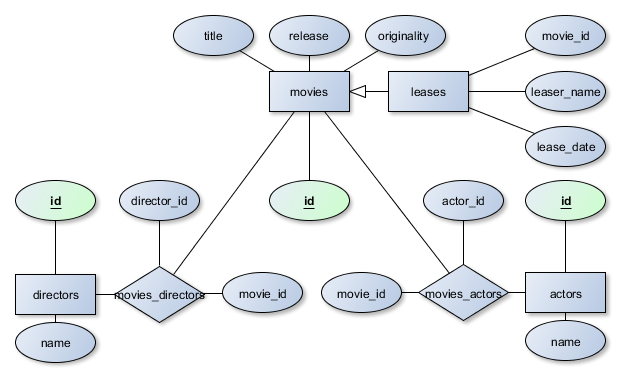 title
release
originality
movie_id
movies
leases
leaser_name
lease_date
id
director_id
id
actor_id
id
directors
movies_directors
movie_id
movie_id
movies_actors
actors
name
name